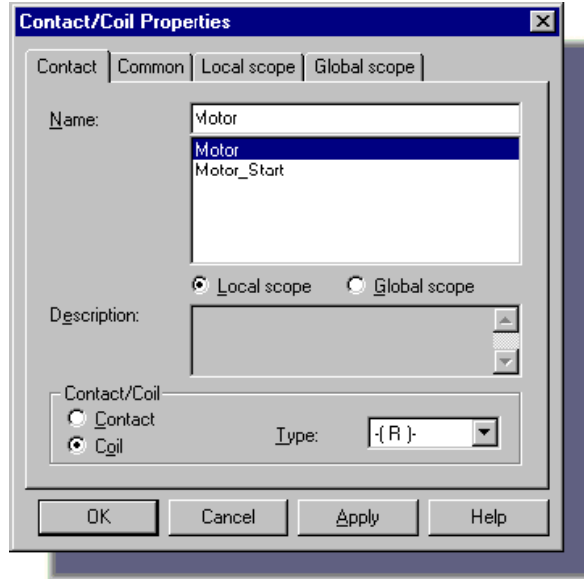 Contact/Coil Properties
Contact Common Local scope Global scope
Name: Motor
Motor
Motor_Start
Local scope Global scope
Description:
Contact/Coil
Contact
Coil
Type: -( R )-
OK Cancel Apply Help